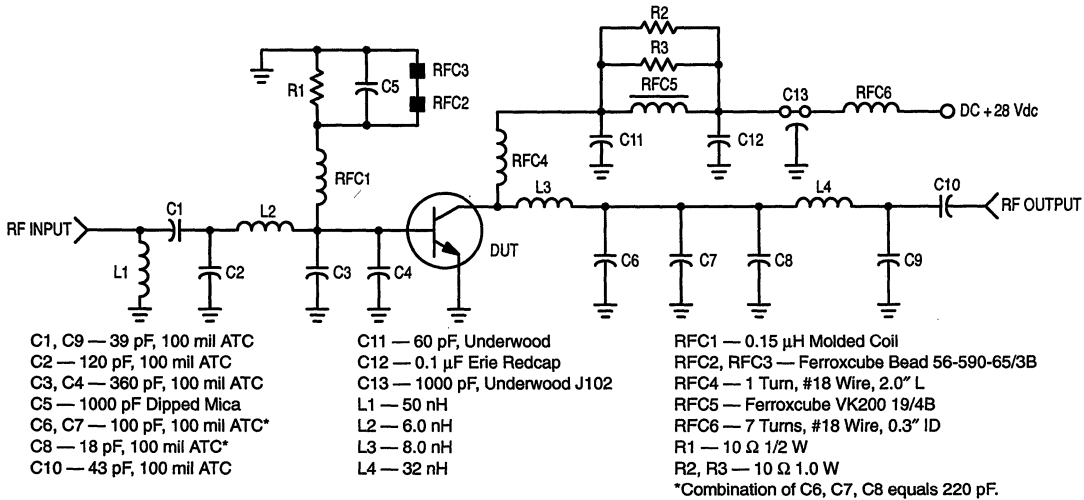 R2
R3
RFC5
RFC3
RFC2
R1
C5
C13
RFC6
DC + 28 Vdc
C11
C12
RFC1
RFC4
L3
L4
C10
RF OUTPUT
C1
L2
RF INPUT
DUT
L1
C2
C3
C4
C6
C7
C8
C9
C1, C9 — 39 pF, 100 mil ATC
C2 — 120 pF, 100 mil ATC
C3, C4 — 360 pF, 100 mil ATC
C5 — 1000 pF Dipped Mica
C6, C7 — 100 pF, 100 mil ATC*
C8 — 18 pF, 100 mil ATC*
C10 — 43 pF, 100 mil ATC
C11 — 60 pF, Underwood
C12 — 0.1 μF Erie Redcap
C13 — 1000 pF, Underwood J102
L1 — 50 nH
L2 — 6.0 nH
L3 — 8.0 nH
L4 — 32 nH
RFC1 — 0.15 μH Molded Coil
RFC2, RFC3 — Ferroxcube Bead 56-590-65/3B
RFC4 — 1 Turn, #18 Wire, 2.0″ L
RFC5 — Ferroxcube VK200 19/4B
RFC6 — 7 Turns, #18 Wire, 0.3″ ID
R1 — 10 Ω 1/2 W
R2, R3 — 10 Ω 1.0 W
*Combination of C6, C7, C8 equals 220 pF.